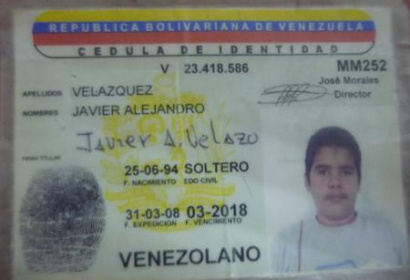 REPUBLICA BOLIVARIANA DE VENEZUELA
CEDULA DE IDENTIDAD
V 23.418.586 MM252
José Morales
Director
APELLIDOS VELAZQUEZ
NOMBRES JAVIER ALEJANDRO
Javier A. Velazo
FIRMA TITULAR
25-06-94 SOLTERO
F. NACIMIENTO EDO CIVIL
31-03-08 03-2018
F. EXPEDICION F. VENCIMIENTO
VENEZOLANO